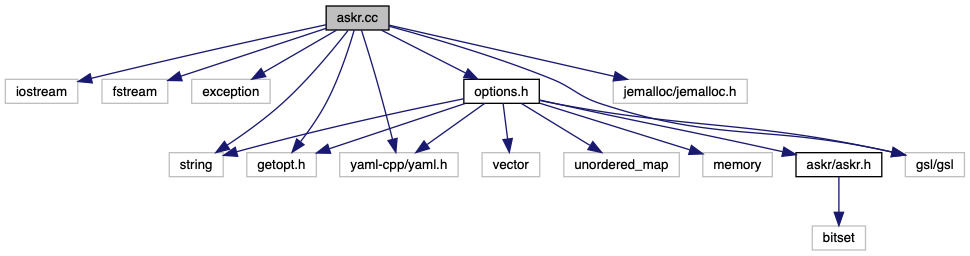 askr.cc
iostream
fstream
exception
options.h
jemalloc/jemalloc.h
string
getopt.h
yaml-cpp/yaml.h
vector
unordered_map
memory
askr/askr.h
gsl/gsl
bitset